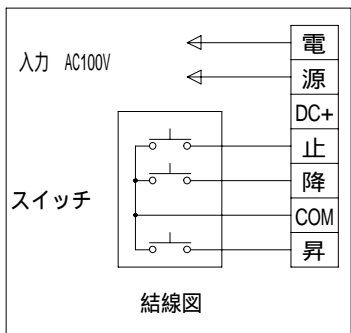 電
入力 AC100V
源
DC+
止
降
スイッチ
COM
昇
結線図